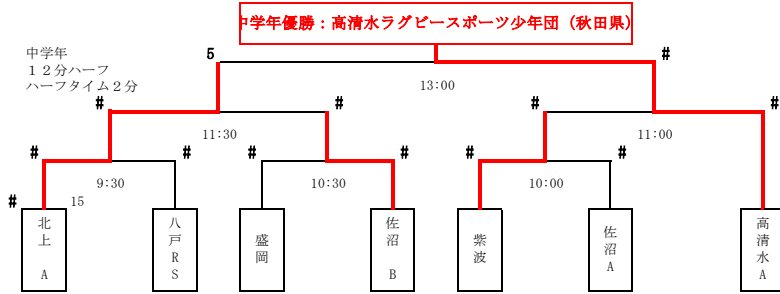 中学年優勝：高清水ラグビースポーツ少年団（秋田県）
中学年
１２分ハーフ
ハーフタイム２分
5
#
13:00
#
#
#
#
11:30
11:00
#
#
#
#
#
9:30
10:30
10:00
#
15
北上 A
八戸RS
盛岡
佐沼 B
紫波
佐沼A
高清水A